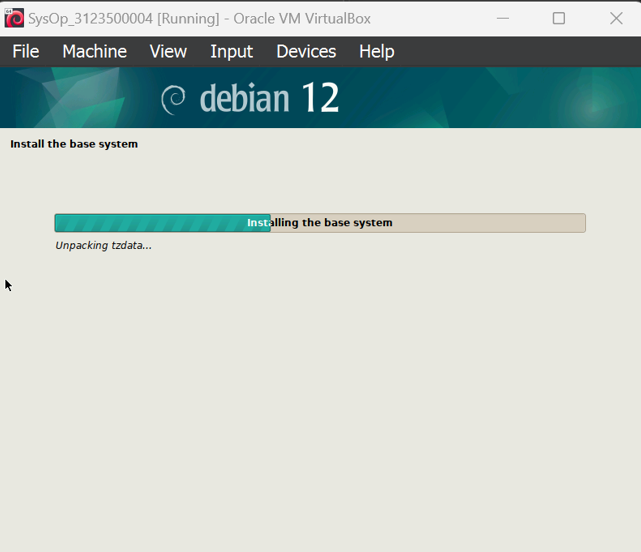 SysOp_3123500004 [Running] - Oracle VM VirtualBox
File Machine View Input Devices Help
debian 12
Install the base system
Installing the base system
Unpacking tzdata...